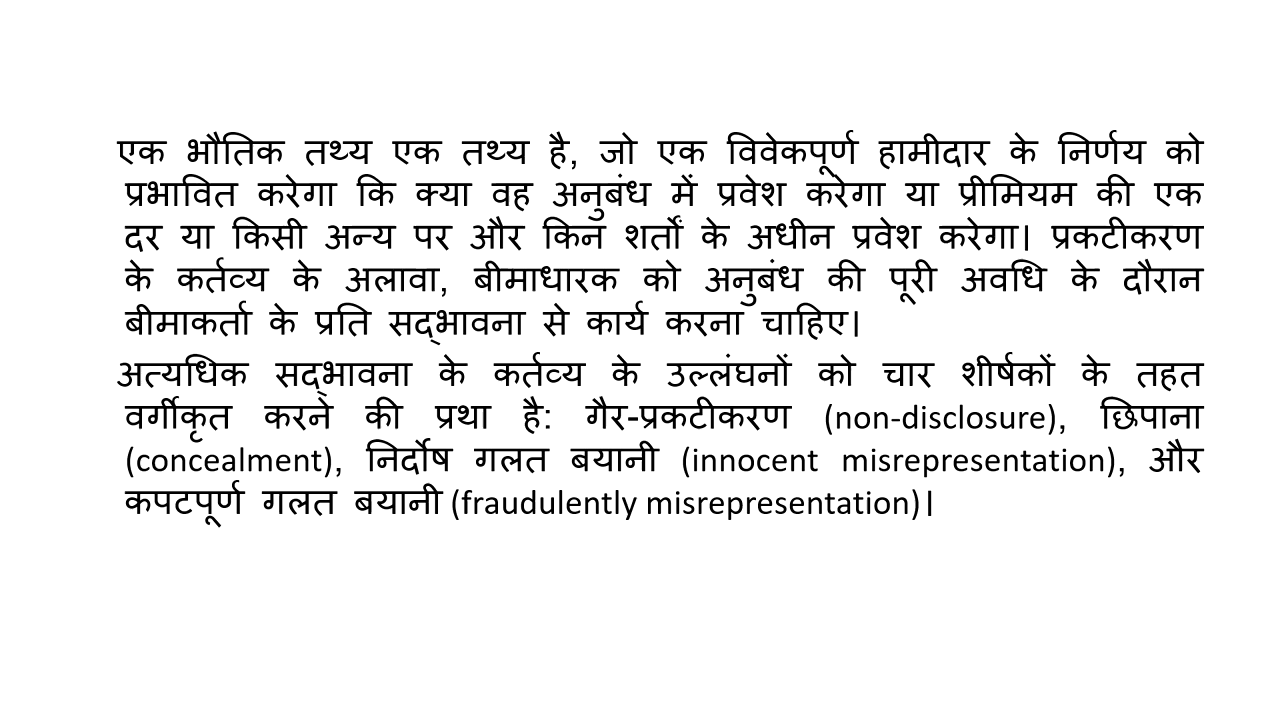 एक भौतिक तथ्य एक तथ्य है, जो एक विवेकपूर्ण हामीदार के निर्णय को
प्रभावित करेगा कि क्या वह अनुबंध में प्रवेश करेगा या प्रीमियम की एक
दर या किसी अन्य पर और किन शर्तों के अधीन प्रवेश करेगा। प्रकटीकरण
के कर्तव्य के अलावा, बीमाधारक को अनुबंध की पूरी अवधि के दौरान
बीमाकर्ता के प्रति सद्भावना से कार्य करना चाहिए।
अत्यधिक सद्भावना के कर्तव्य के उल्लंघनों को चार शीर्षकों के तहत
वर्गीकृत करने की प्रथा है: गैर-प्रकटीकरण (non-disclosure), छिपाना
(concealment), निर्दोष गलत बयानी (innocent misrepresentation), और
कपटपूर्ण गलत बयानी (fraudulently misrepresentation)।